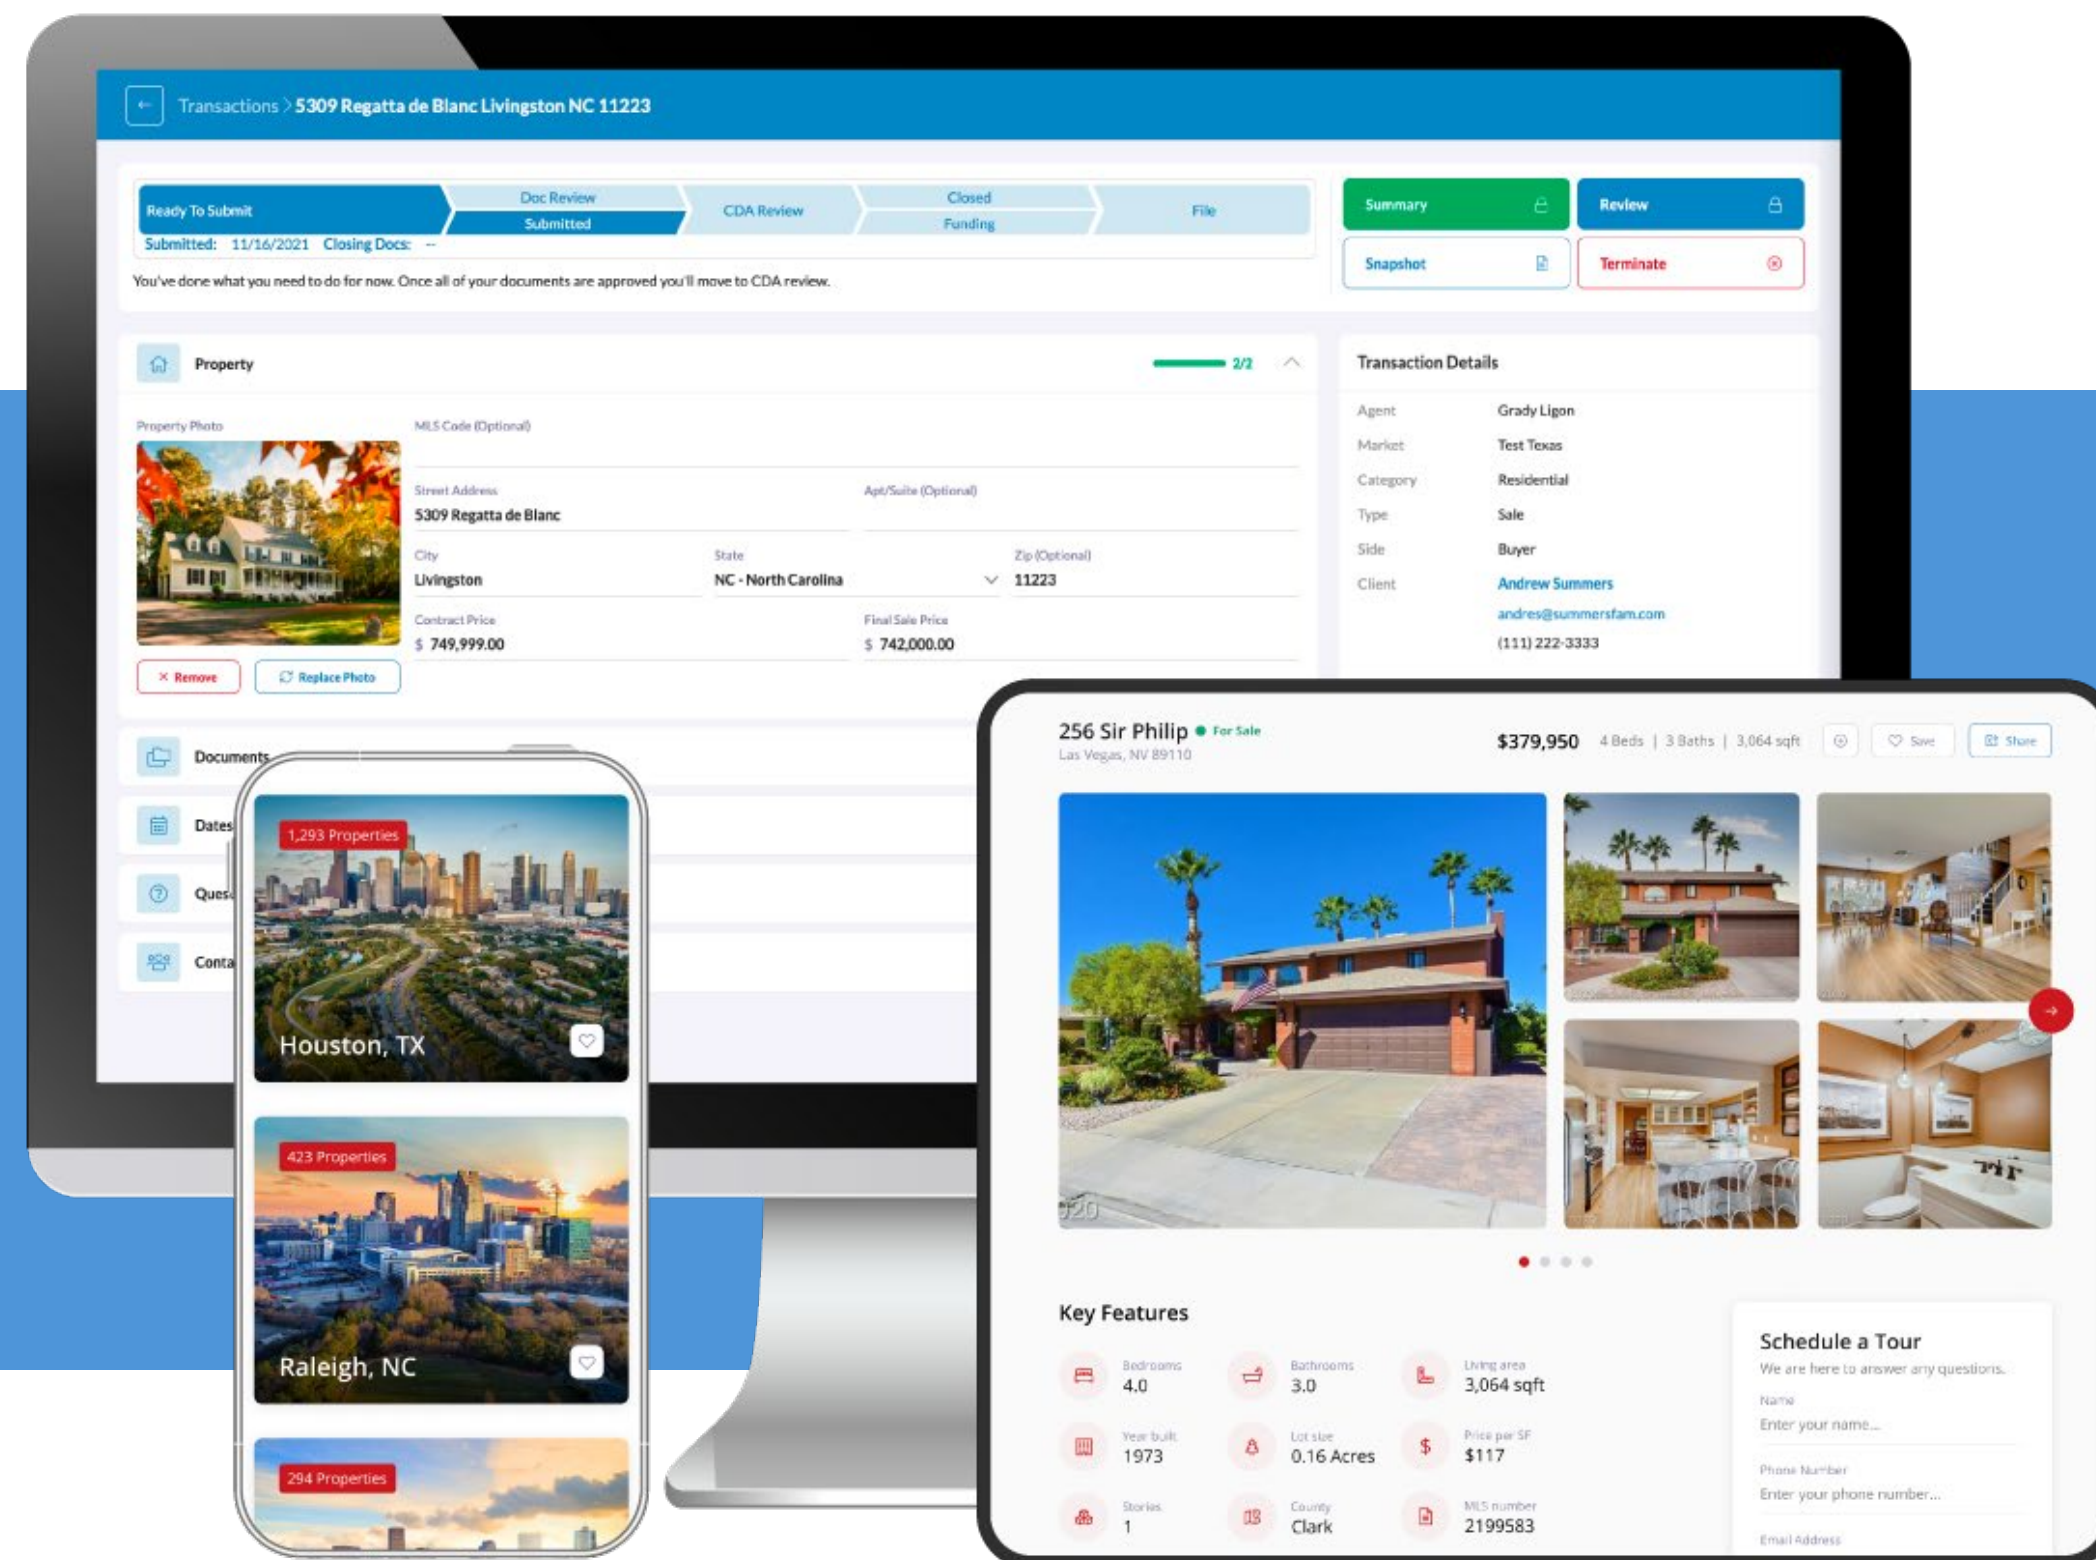 Transactions > 5309 Regatta de Blanc Livingston NC 11223
Ready To Submit
Doc Review
Submitted
CDA Review
Closed
Funding
File
Submitted: 11/16/2021 Closing Docs: --
You've done what you need to do for now. Once all of your documents are approved you'll move to CDA review.
Summary
Review
Snapshot
Terminate
Property
2/2
Property Photo
MLS Code (Optional)
Street Address
Apt/Suite (Optional)
5309 Regatta de Blanc
City
State
Zip (Optional)
Livingston
NC - North Carolina
11223
Contract Price
Final Sale Price
$ 749,999.00
$ 742,000.00
Remove
Replace Photo
Transaction Details
Agent Grady Ligon
Market Test Texas
Category Residential
Type Sale
Side Buyer
Client Andrew Summers
andres@summersfam.com
(111) 222-3333
Documents
Dates
Ques
Conta
1,293 Properties
Houston, TX
423 Properties
Raleigh, NC
294 Properties
256 Sir Philip For Sale
Las Vegas, NV 89110
$379,950 4 Beds | 3 Baths | 3,064 sqft
Save
Share
Key Features
Bedrooms
4.0
Bathrooms
3.0
Living area
3,064 sqft
Year built
1973
Lot size
0.16 Acres
Price per SF
$117
Stories
1
County
Clark
MLS number
2199583
Schedule a Tour
We are here to answer any questions.
Name
Enter your name...
Phone Number
Enter your phone number...
Email Address